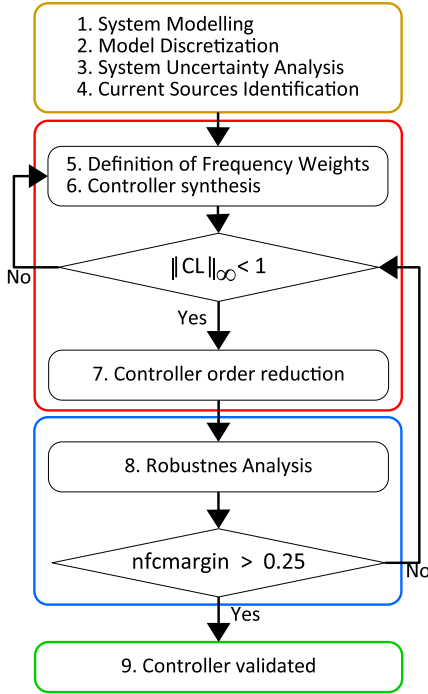 1. System Modelling
2. Model Discretization
3. System Uncertainty Analysis
4. Current Sources Identification
5. Definition of Frequency Weights
6. Controller synthesis
‖CL‖∞ < 1
No
Yes
7. Controller order reduction
8. Robustnes Analysis
nfcmargin > 0.25
No
Yes
9. Controller validated